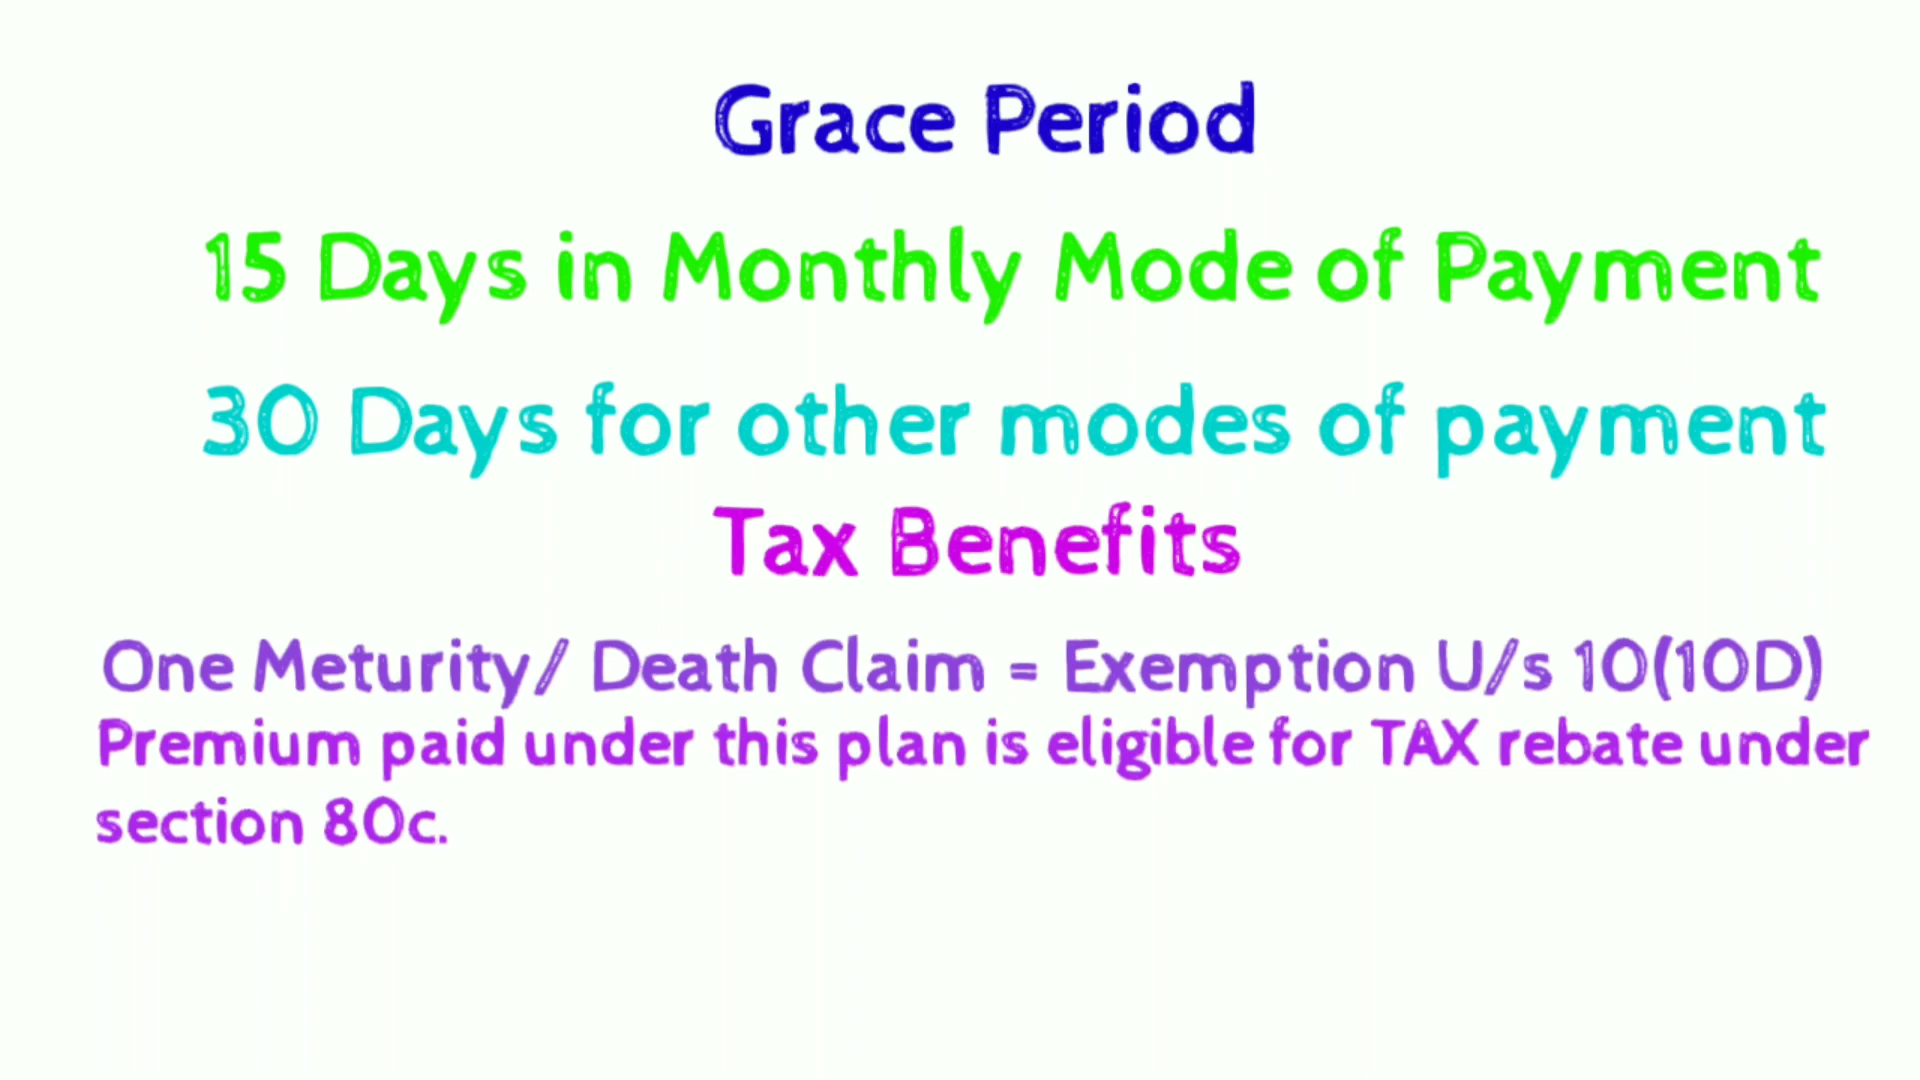 Grace Period
15 Days in Monthly Mode of Payment
30 Days for other modes of payment
Tax Benefits
One Meturity/ Death Claim = Exemption U/s 10(10D)
Premium paid under this plan is eligible for TAX rebate under
section 80c.